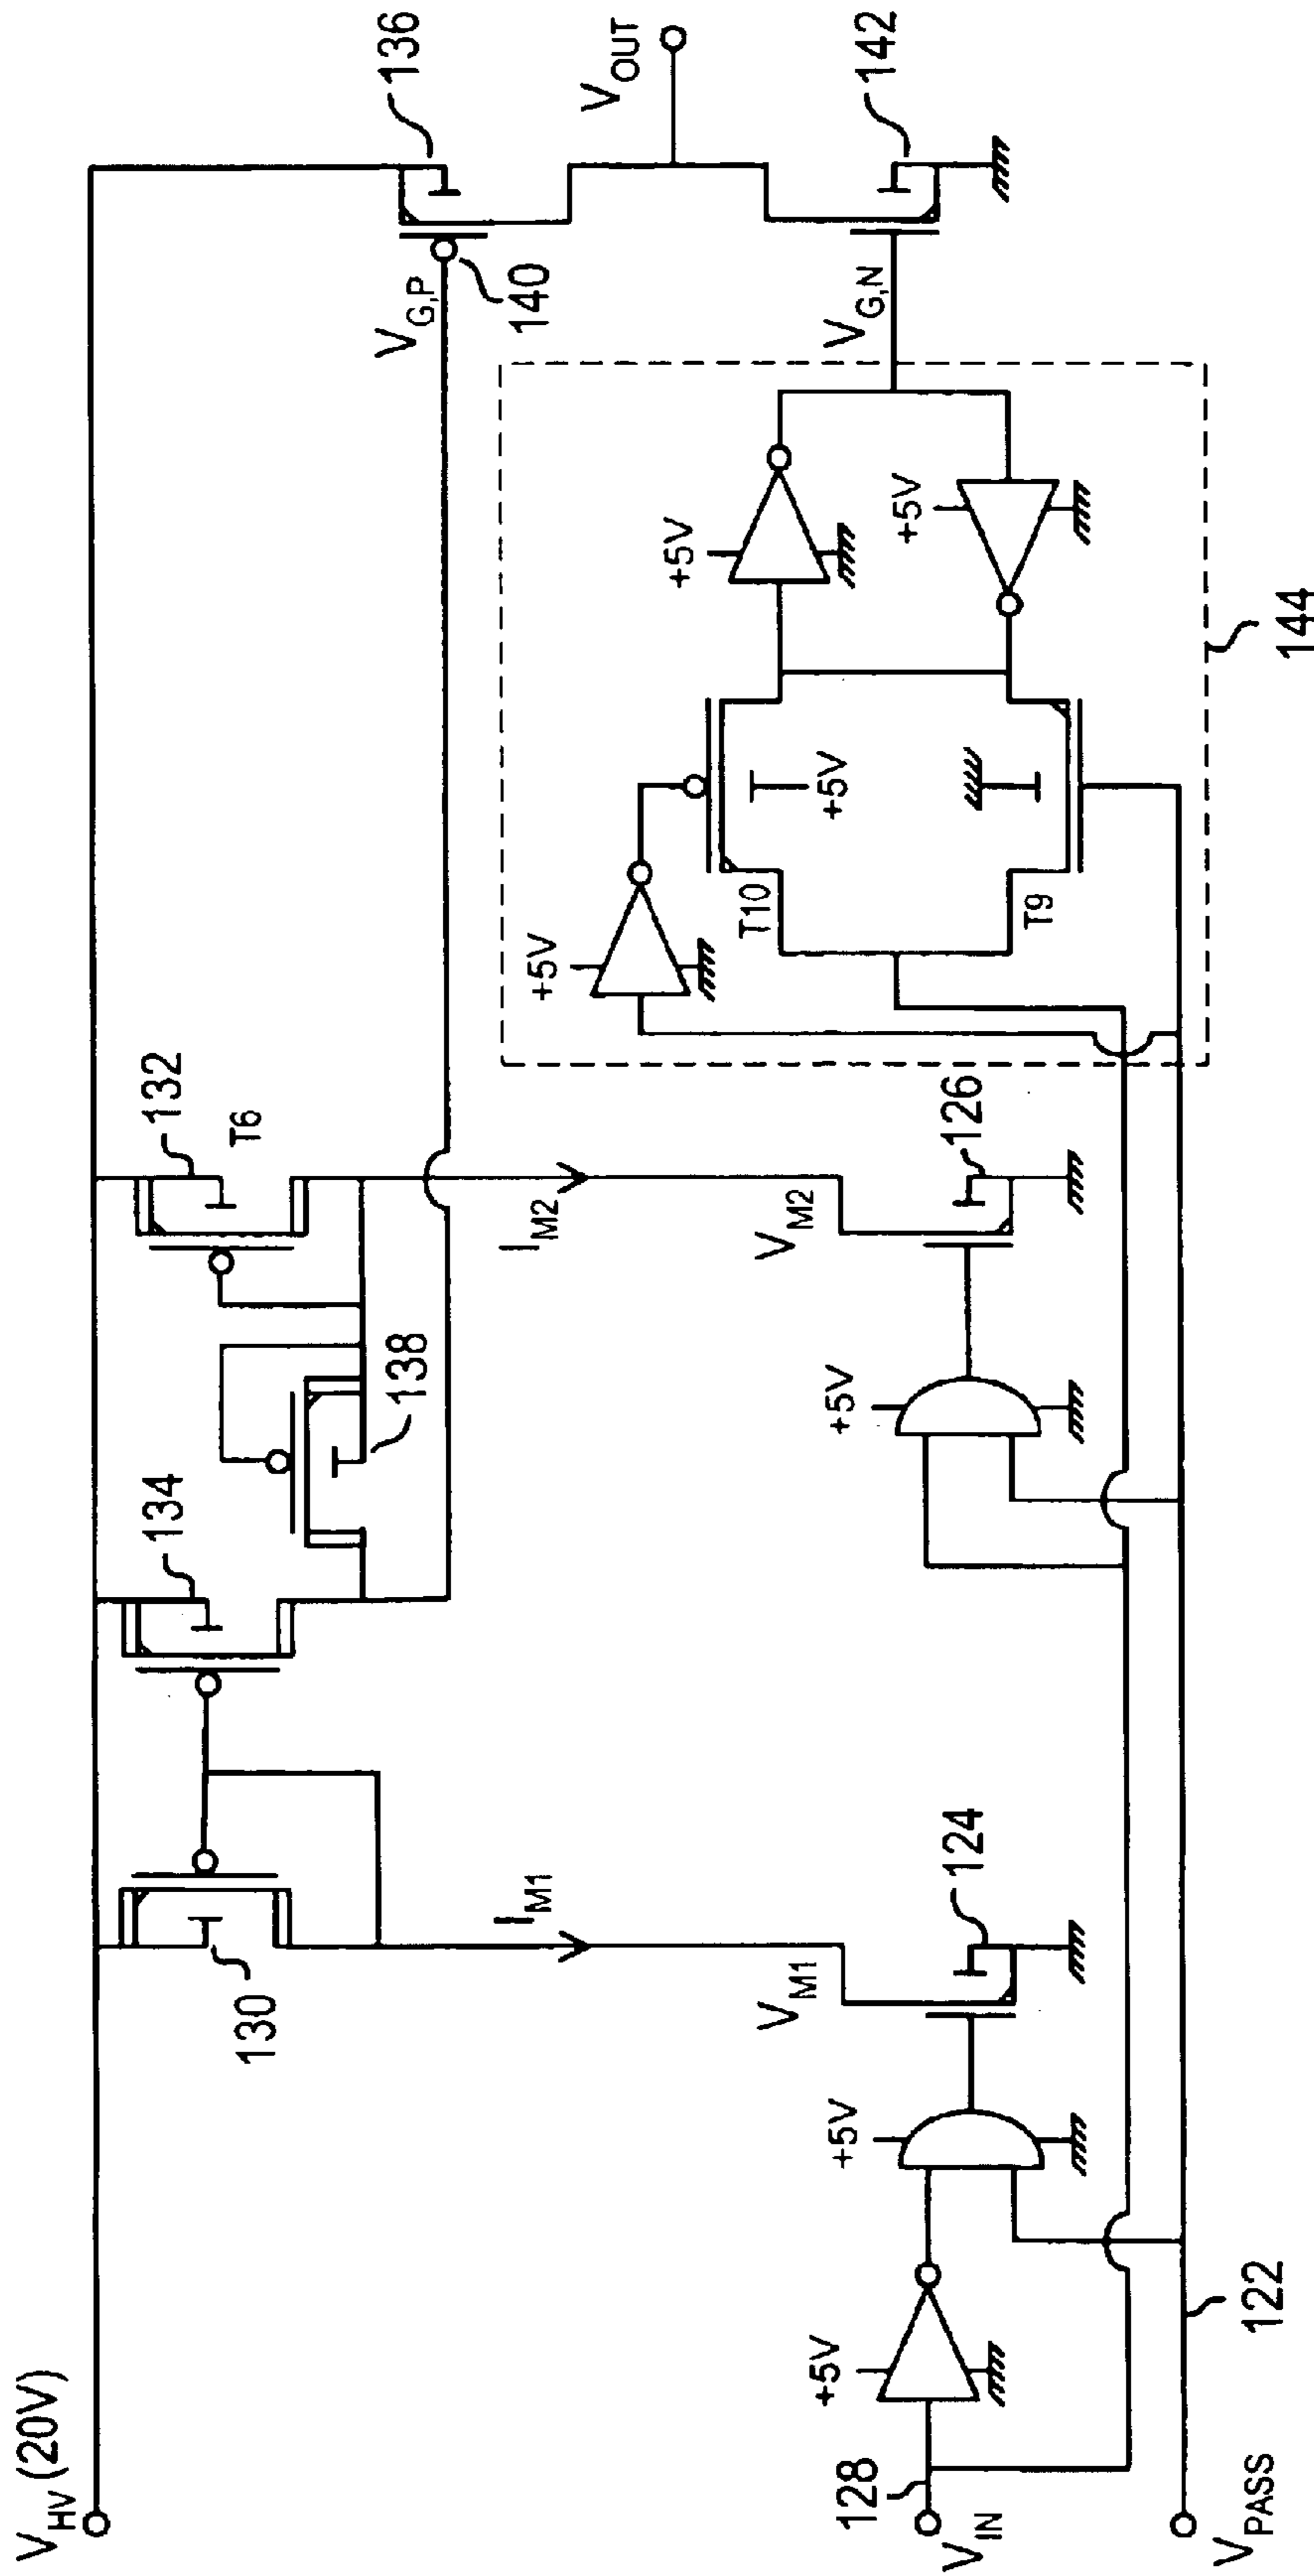 V_HV (20V)
130
134
132
T6
138
136
V_G,P
140
V_OUT
142
V_G,N
I_M1
I_M2
+5V
+5V
+5V
+5V
T10
T9
144
V_M1
124
V_M2
126
+5V
+5V
+5V
128
V_IN
122
V_PASS